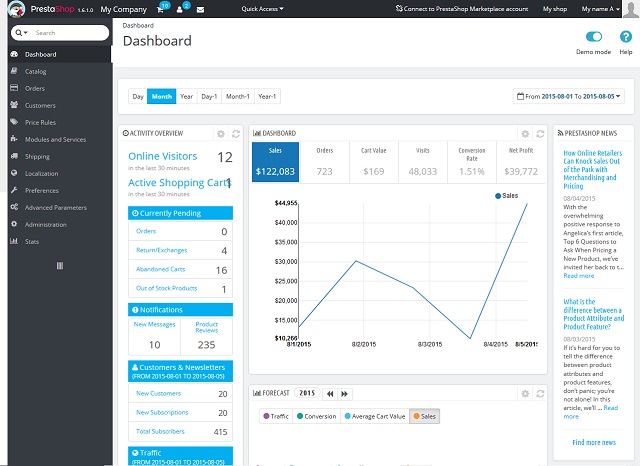 PrestaShop 1.6.1.0 My Company 10 2 Quick Access Connect to PrestaShop Marketplace account My shop My name A
Search
Dashboard
Catalog
Orders
Customers
Price Rules
Modules and Services
Shipping
Localization
Preferences
Advanced Parameters
Administration
Stats
Dashboard
Dashboard
Demo mode
Help
Day Month Year Day-1 Month-1 Year-1
From 2015-08-01 To 2015-08-05
ACTIVITY OVERVIEW
Online Visitors 12
in the last 30 minutes
Active Shopping Carts 1
in the last 30 minutes
Currently Pending
Orders 0
Return/Exchanges 4
Abandoned Carts 16
Out of Stock Products 1
Notifications
New Messages
10
Product
Reviews
235
Customers & Newsletters
(FROM 2015-08-01 TO 2015-08-05)
New Customers 20
New Subscriptions 20
Total Subscribers 415
Traffic
(FROM 2015-08-01 TO 2015-08-05)
DASHBOARD
Sales
$122,083
Orders
723
Cart Value
$169
Visits
48,033
Conversion
Rate
1.51%
Net Profit
$39,772
Sales
$44,955
$40,000
$35,000
$30,000
$25,000
$20,000
$15,000
$10,266
8/1/2015 8/2/2015 8/3/2015 8/4/2015 8/5/2015
FORECAST 2015
Traffic Conversion Average Cart Value Sales
PRESTASHOP NEWS
How Online Retailers
Can Knock Sales Out
of the Park with
Merchandising and
Pricing
08/04/2015
With the
overwhelming
positive response to
Angelica's first article,
Top 6 Questions to
Ask When Pricing a
New Product, we've
invited her back to t...
Read more
What is the
difference between a
Product Attribute and
Product Feature?
08/03/2015
If it's hard for you to
tell the difference
between product
attributes and
product features,
don't panic; you're
not alone! In this
article, we'll ... Read
more
Find more news